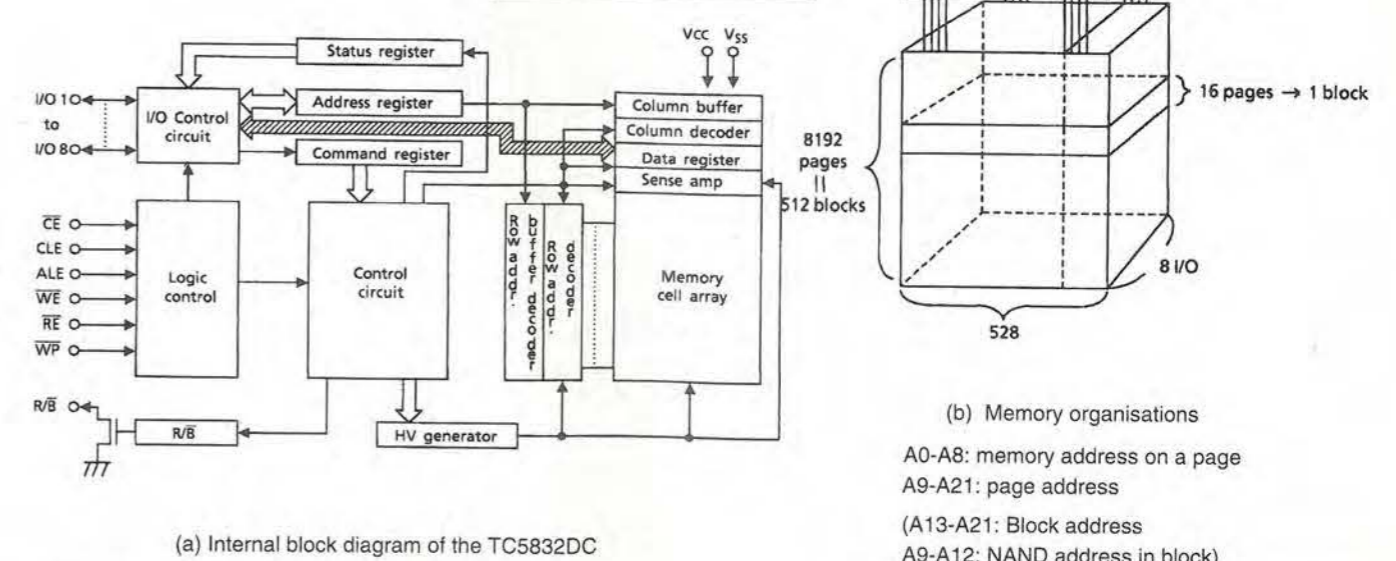 Status register
Vcc Vss
I/O 1
to
I/O 8
I/O Control
circuit
Address register
Command register
Column buffer
Column decoder
Data register
Sense amp
C̅E̅
CLE
ALE
W̅E̅
R̅E̅
W̅P̅
Logic
control
Control
circuit
Row addr.
buffer decoder
Row addr.
decoder
Memory
cell array
R/B̅
R/B̅
HV generator
(a) Internal block diagram of the TC5832DC
16 pages → 1 block
8192
pages
=
512 blocks
8 I/O
528
(b) Memory organisations
A0-A8: memory address on a page
A9-A21: page address
(A13-A21: Block address
A9-A12: NAND address in block)